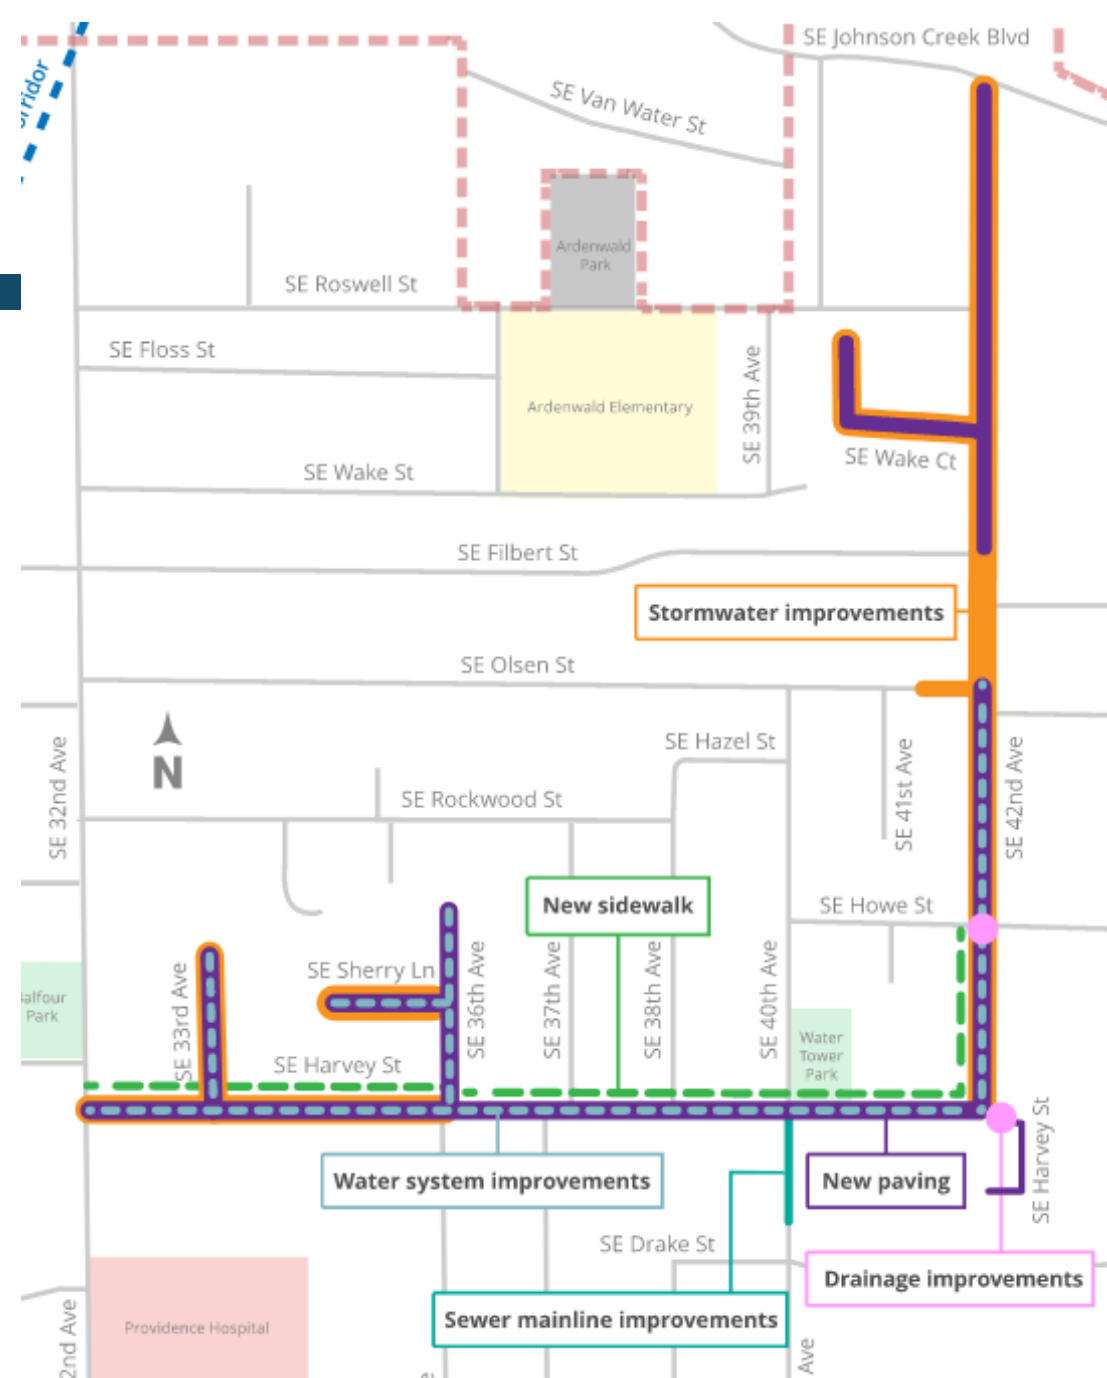 SE Johnson Creek Blvd
SE Van Water St
Ardenwald
Park
SE Roswell St
SE Floss St
SE 39th Ave
Ardenwald Elementary
SE Wake Ct
SE Wake St
SE Filbert St
Stormwater improvements
SE Olsen St
N
SE 32nd Ave
SE Hazel St
SE 41st Ave
SE 42nd Ave
SE Rockwood St
New sidewalk
SE Howe St
SE 33rd Ave
SE Sherry Ln
SE 36th Ave
SE 37th Ave
SE 38th Ave
SE 40th Ave
alfour
Park
Water
Tower
Park
SE Harvey St
SE Harvey St
Water system improvements
New paving
SE Drake St
Drainage improvements
Sewer mainline improvements
Providence Hospital
2nd Ave
Ave